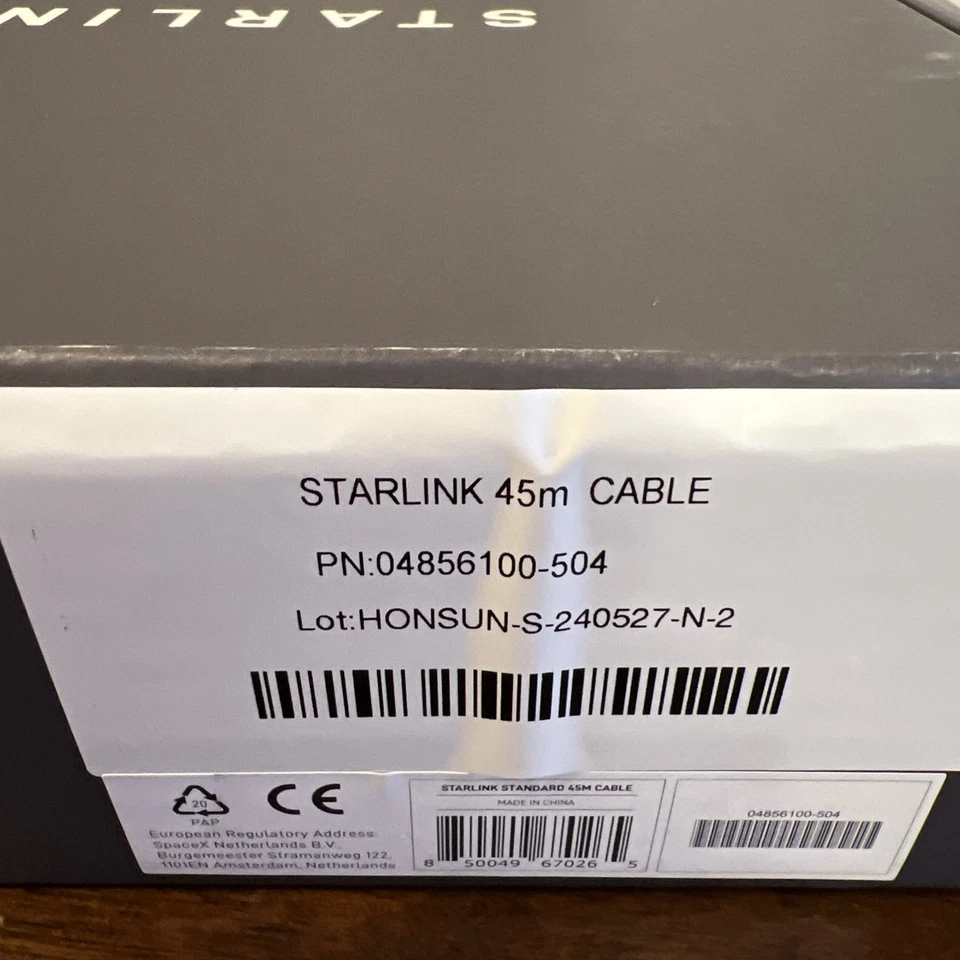 STARLIN
STARLINK 45m CABLE
PN:04856100-504
Lot:HONSUN-S-240527-N-2
20
PAP
CE
European Regulatory Address:
SpaceX Netherlands B.V.,
Burgemeester Stramanweg 122,
1101EN Amsterdam, Netherlands
STARLINK STANDARD 45M CABLE
MADE IN CHINA
8 50049 67026 5
04856100-504